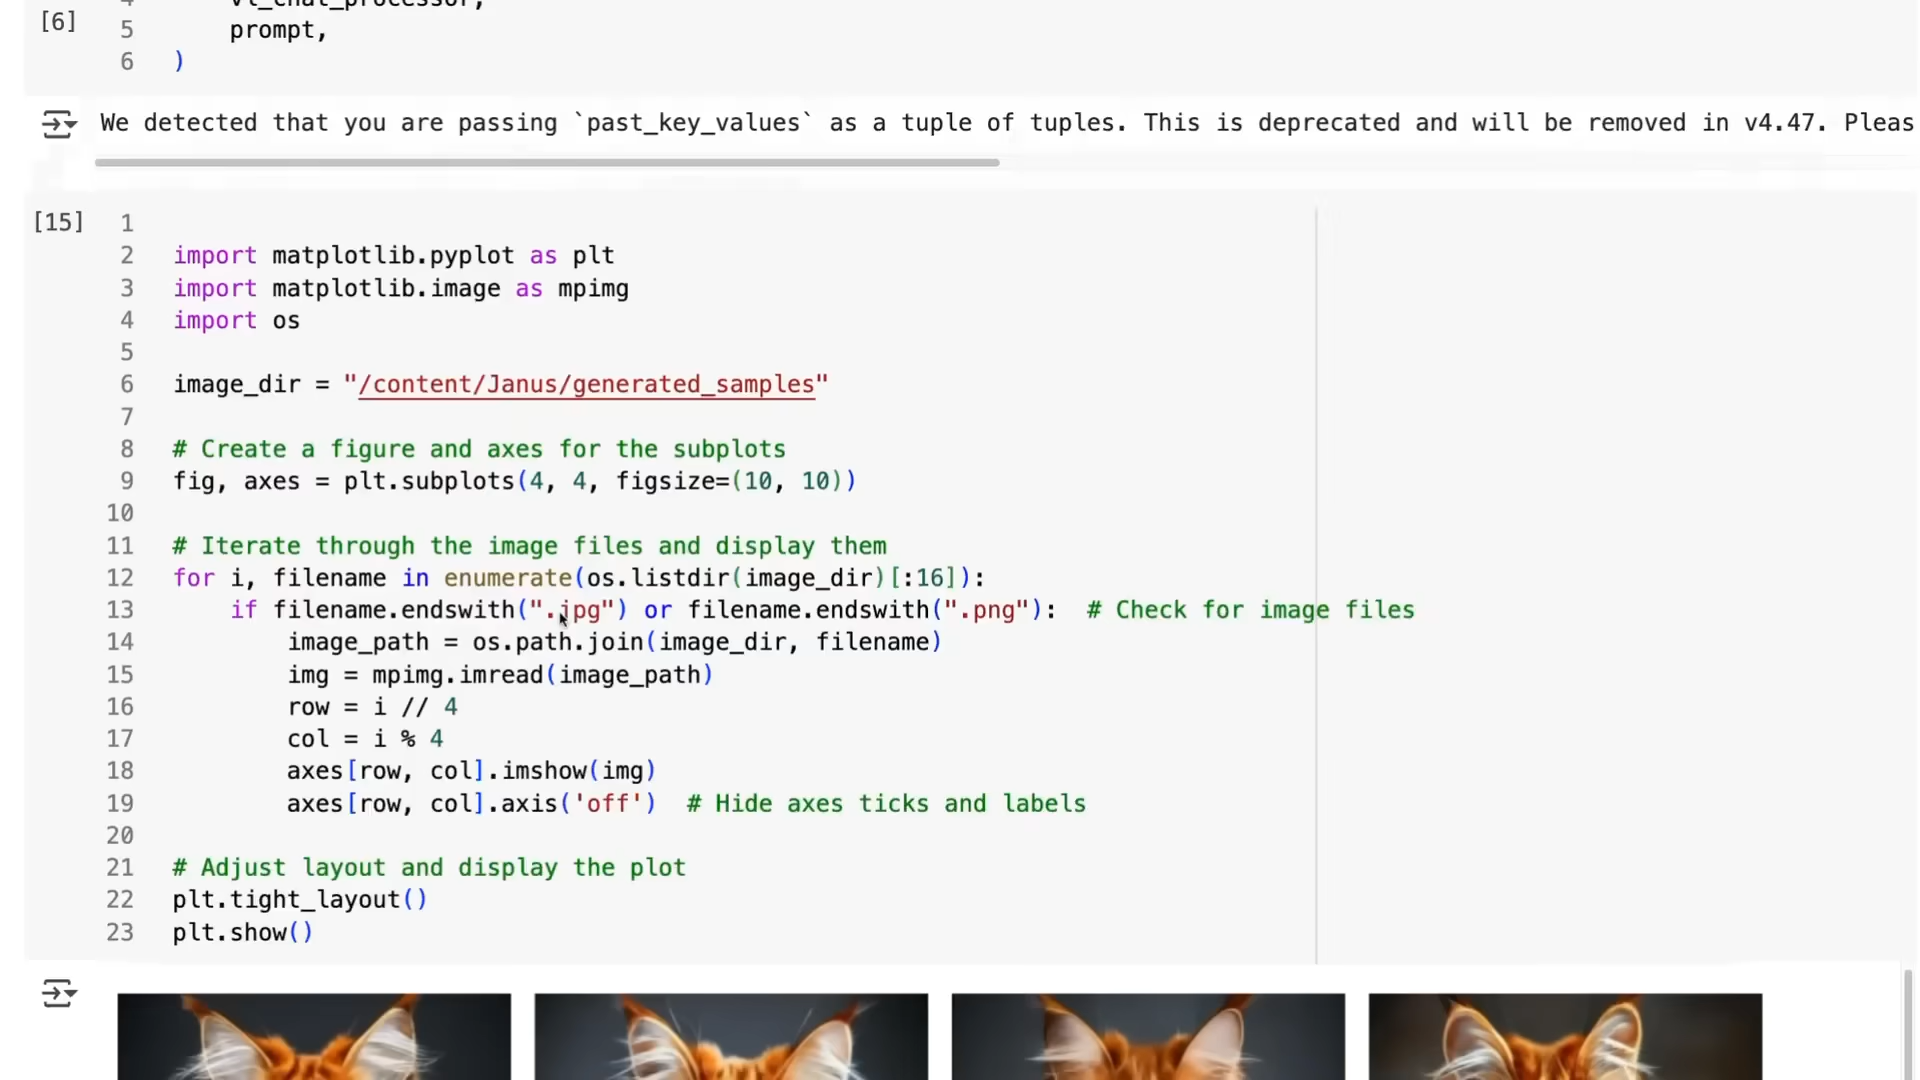 [6]
5 prompt,
6 )
We detected that you are passing `past_key_values` as a tuple of tuples. This is deprecated and will be removed in v4.47. Pleas
[15] 1
2 import matplotlib.pyplot as plt
3 import matplotlib.image as mpimg
4 import os
5
6 image_dir = "/content/Janus/generated_samples"
7
8 # Create a figure and axes for the subplots
9 fig, axes = plt.subplots(4, 4, figsize=(10, 10))
10
11 # Iterate through the image files and display them
12 for i, filename in enumerate(os.listdir(image_dir)[:16]):
13     if filename.endswith(".jpg") or filename.endswith(".png"):  # Check for image files
14         image_path = os.path.join(image_dir, filename)
15         img = mpimg.imread(image_path)
16         row = i // 4
17         col = i % 4
18         axes[row, col].imshow(img)
19         axes[row, col].axis('off')  # Hide axes ticks and labels
20
21 # Adjust layout and display the plot
22 plt.tight_layout()
23 plt.show()